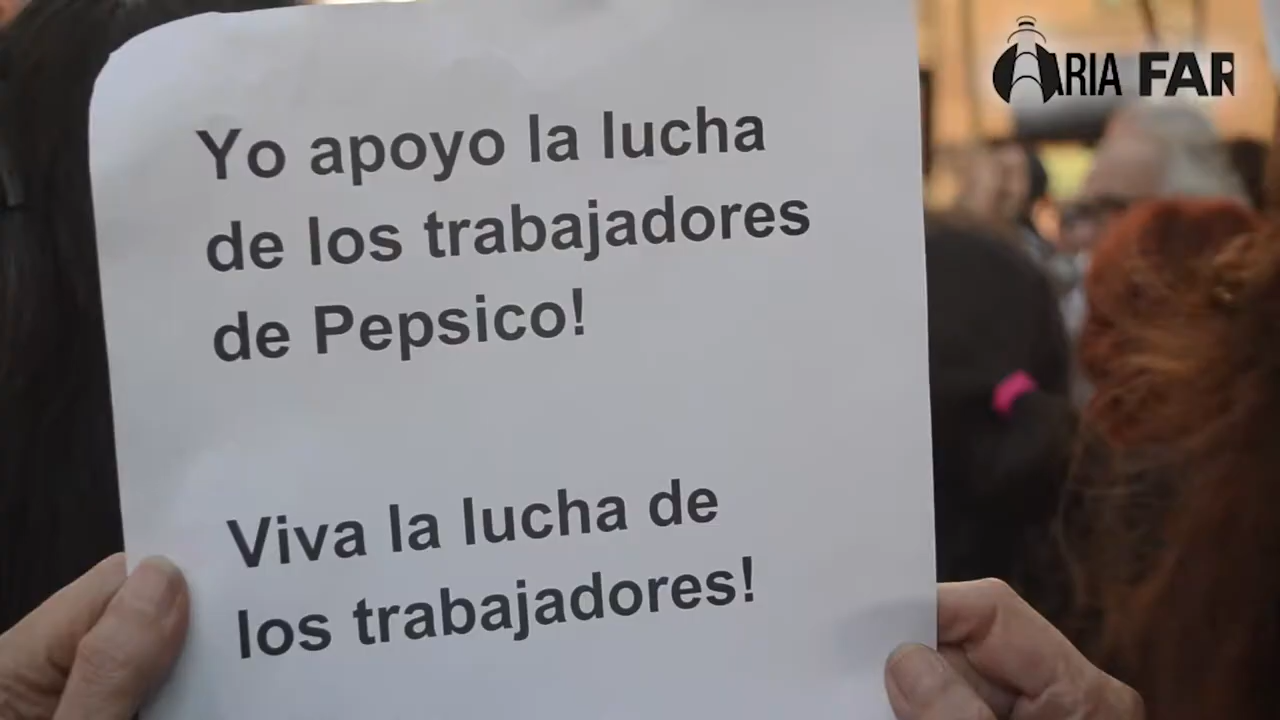 ARIA FAR
Yo apoyo la lucha
de los trabajadores
de Pepsico!
Viva la lucha de
los trabajadores!